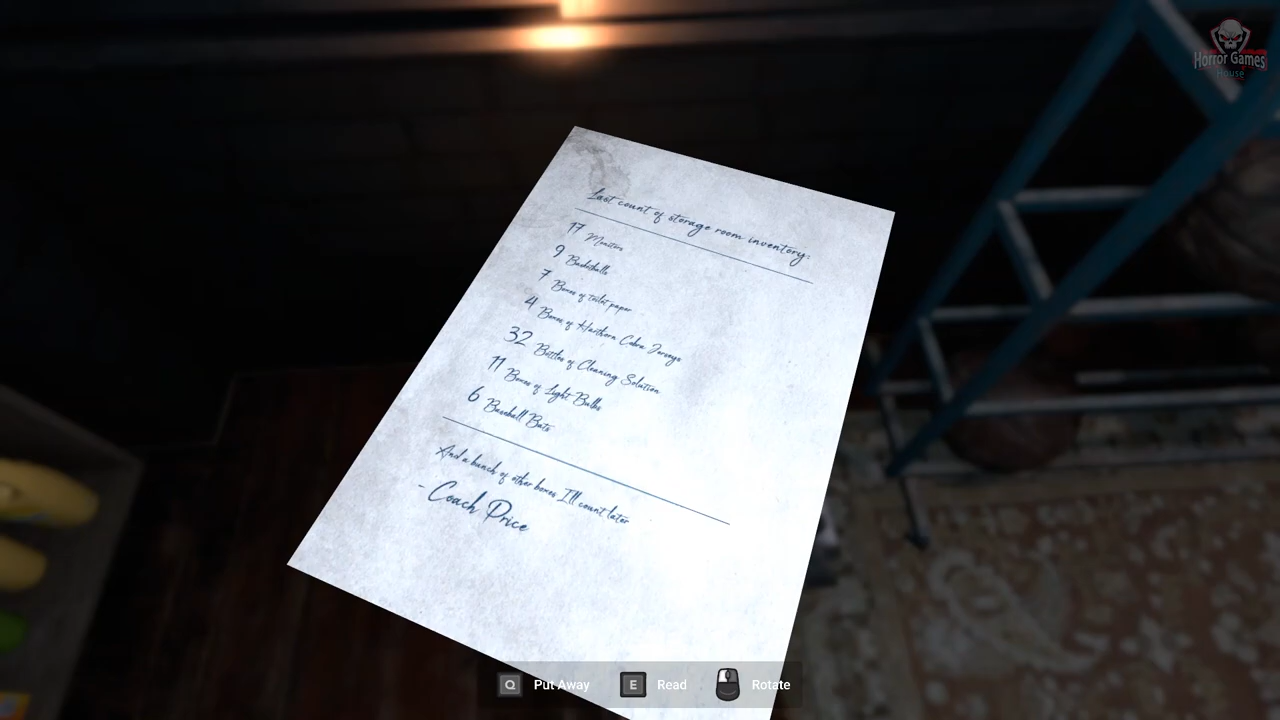 Horror Games
House
Last count of storage room inventory:
17 Monitors
9 Basketballs
7 Boxes of toilet paper
4 Boxes of Hawthorn Cobra Jerseys
32 Bottles of Cleaning Solution
11 Boxes of Light Bulbs
6 Baseball Bats
And a bunch of other boxes I'll count later
- Coach Price
Q Put Away E Read Rotate